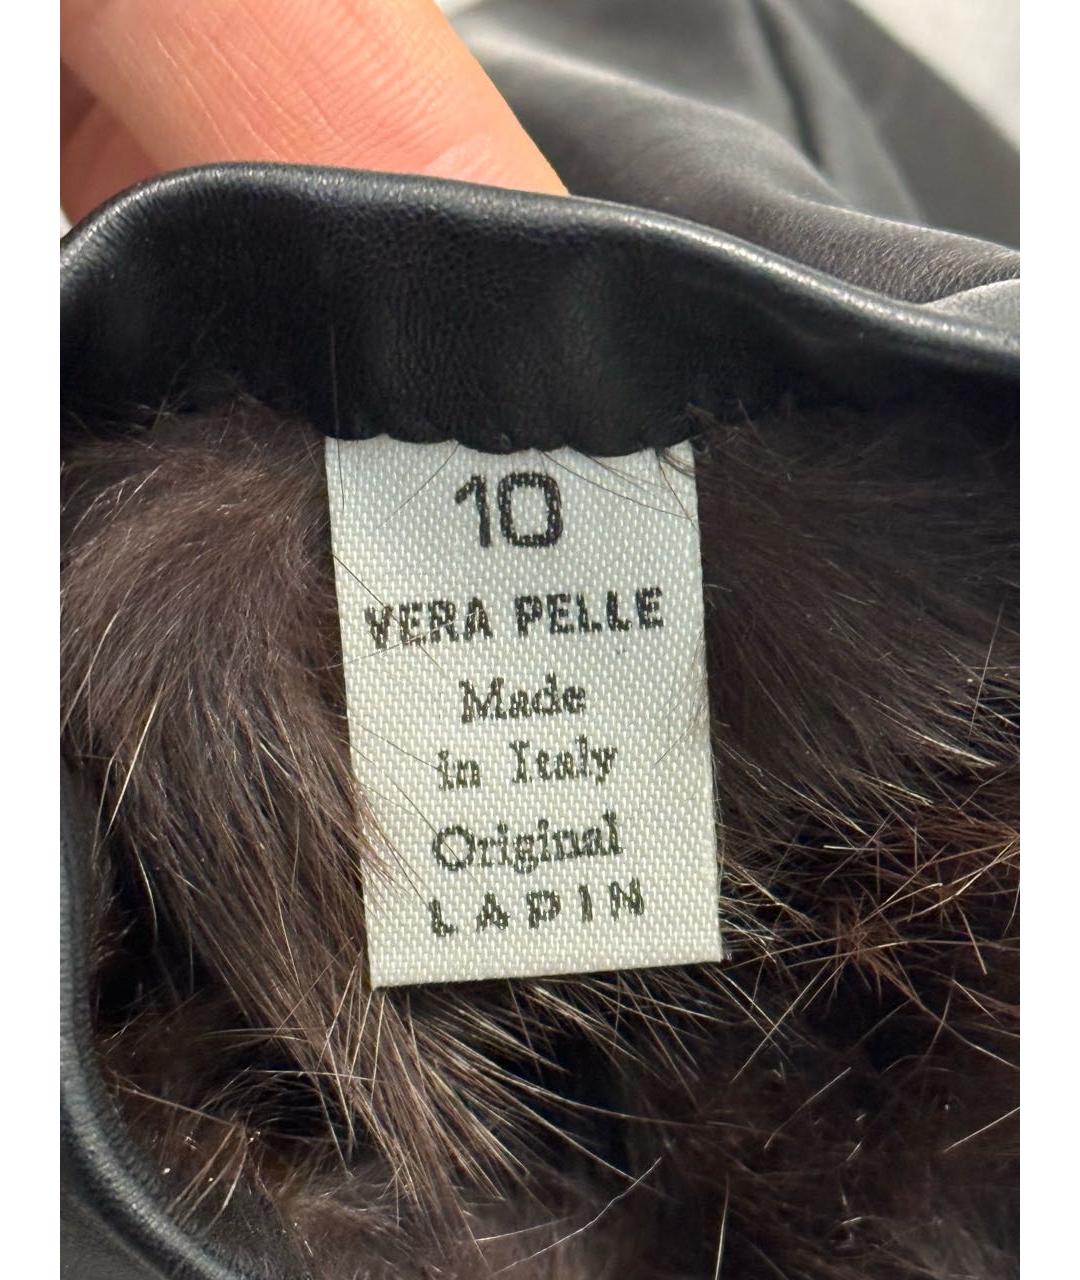 10
VERA PELLE
Made
in Italy
Original
LAPIN